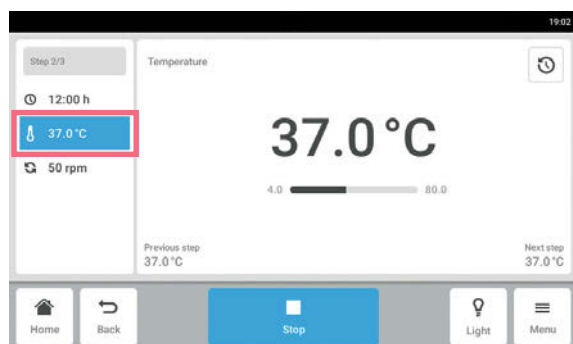 19:02
Step 2/3
Temperature
12:00 h
37.0 °C
50 rpm
37.0 °C
4.0 80.0
Previous step
37.0 °C
Next step
37.0 °C
Home
Back
Stop
Light
Menu